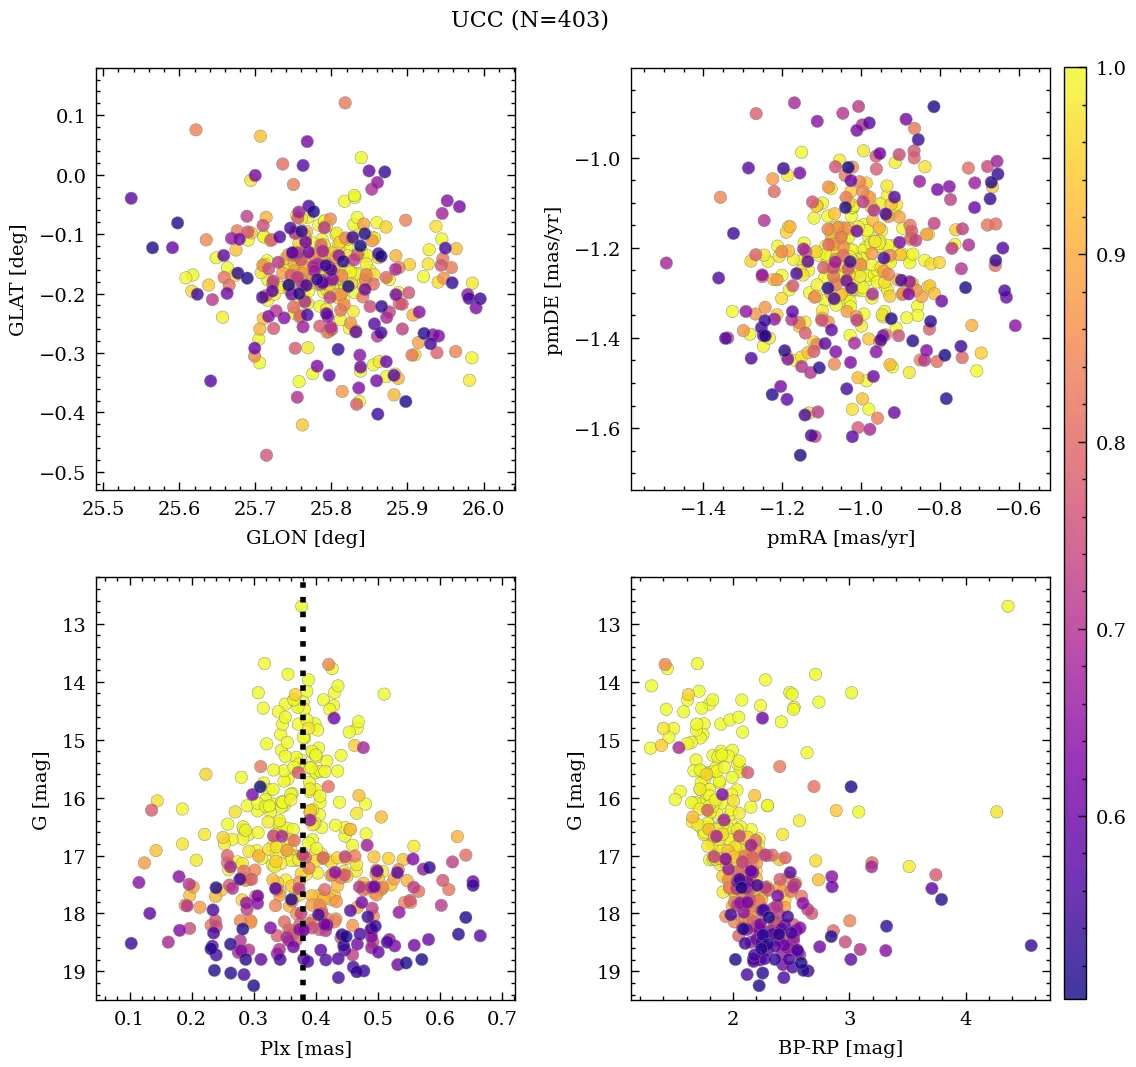 UCC (N=403)
0.1
0.0
−0.1
−0.2
−0.3
−0.4
−0.5
GLAT [deg]
25.5 25.6 25.7 25.8 25.9 26.0
GLON [deg]
−1.0
−1.2
−1.4
−1.6
pmDE [mas/yr]
−1.4 −1.2 −1.0 −0.8 −0.6
pmRA [mas/yr]
1.0
0.9
0.8
0.7
0.6
13
14
15
16
17
18
19
G [mag]
0.1 0.2 0.3 0.4 0.5 0.6 0.7
Plx [mas]
13
14
15
16
17
18
19
G [mag]
2 3 4
BP-RP [mag]